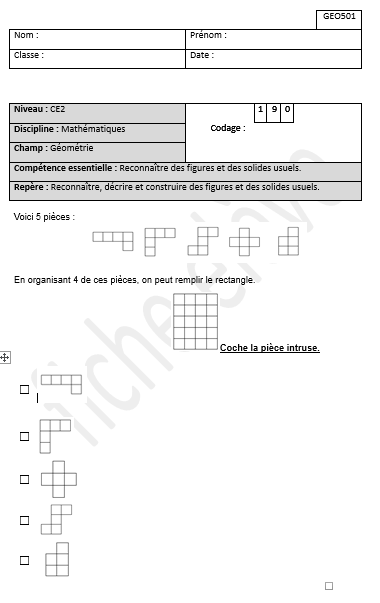 GEO501
Nom : Prénom :
Classe : Date :
Niveau : CE2 1 9 0
Discipline : Mathématiques Codage :
Champ : Géométrie
Compétence essentielle : Reconnaître des figures et des solides usuels.
Repère : Reconnaître, décrire et construire des figures et des solides usuels.
Voici 5 pièces :
En organisant 4 de ces pièces, on peut remplir le rectangle.
Coche la pièce intruse.